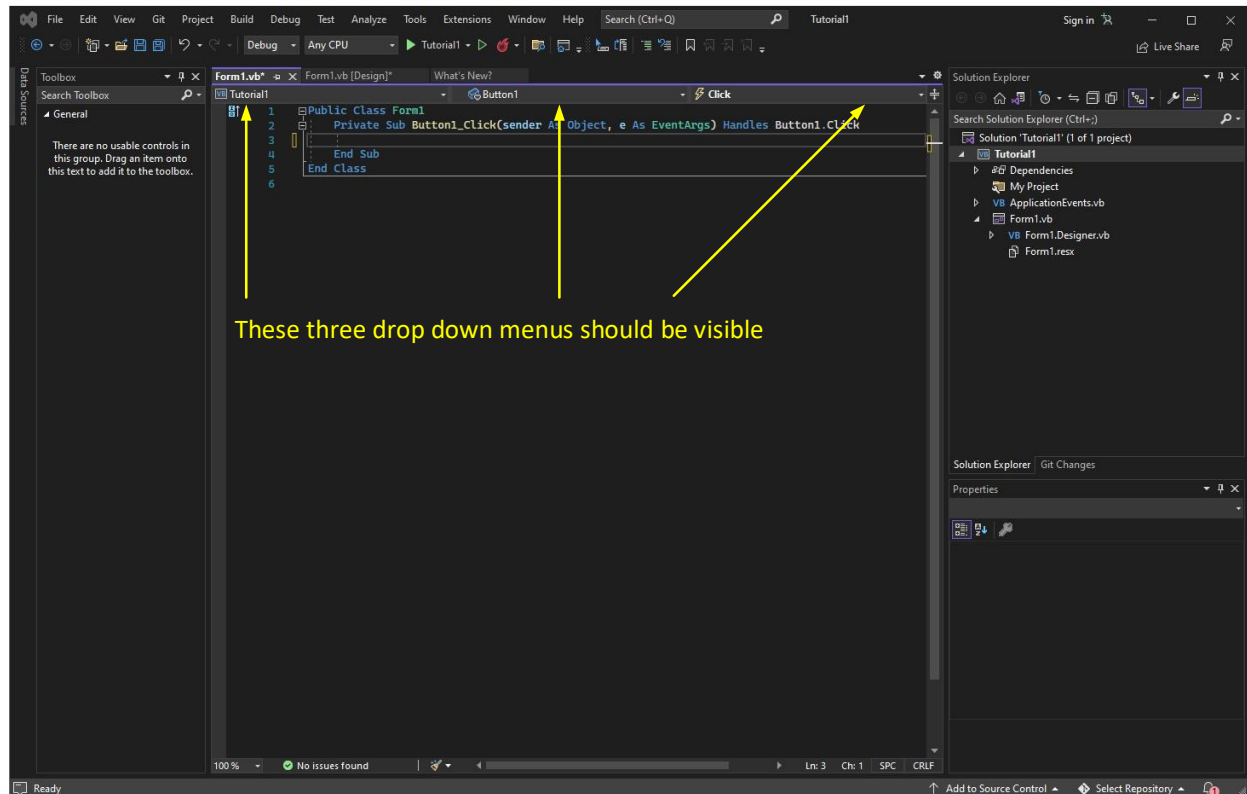 File Edit View Git Project Build Debug Test Analyze Tools Extensions Window Help Search (Ctrl+Q) Tutorial1 Sign in
Debug Any CPU Tutorial1 Live Share
Data Sources
Toolbox
Search Toolbox
General
There are no usable controls in
this group. Drag an item onto
this text to add it to the toolbox.
Form1.vb* Form1.vb [Design]* What's New?
VB Tutorial1 Button1 Click
1 Public Class Form1
2 Private Sub Button1_Click(sender As Object, e As EventArgs) Handles Button1.Click
3
4 End Sub
5 End Class
6
These three drop down menus should be visible
100 % No issues found Ln: 3 Ch: 1 SPC CRLF
Solution Explorer
Search Solution Explorer (Ctrl+;)
Solution 'Tutorial1' (1 of 1 project)
VB Tutorial1
Dependencies
My Project
VB ApplicationEvents.vb
Form1.vb
VB Form1.Designer.vb
Form1.resx
Solution Explorer Git Changes
Properties
Ready Add to Source Control Select Repository 1